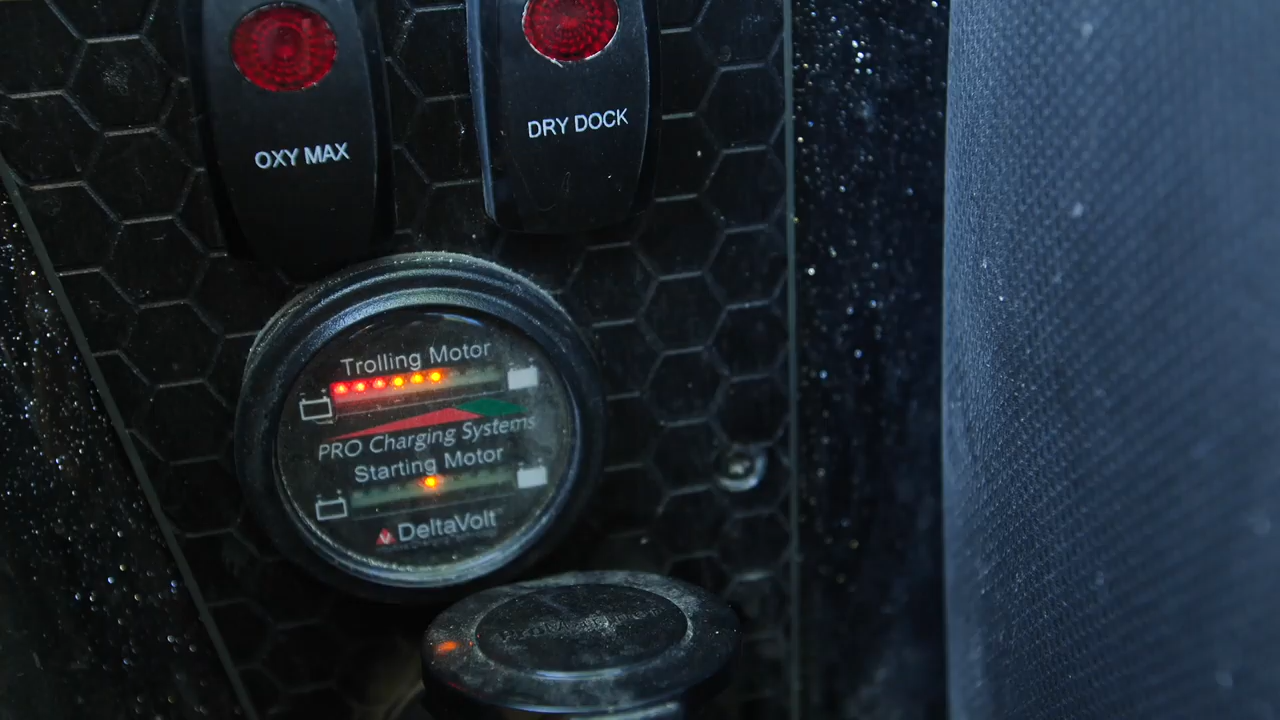 OXY MAX
DRY DOCK
Trolling Motor
PRO Charging Systems
Starting Motor
DeltaVolt